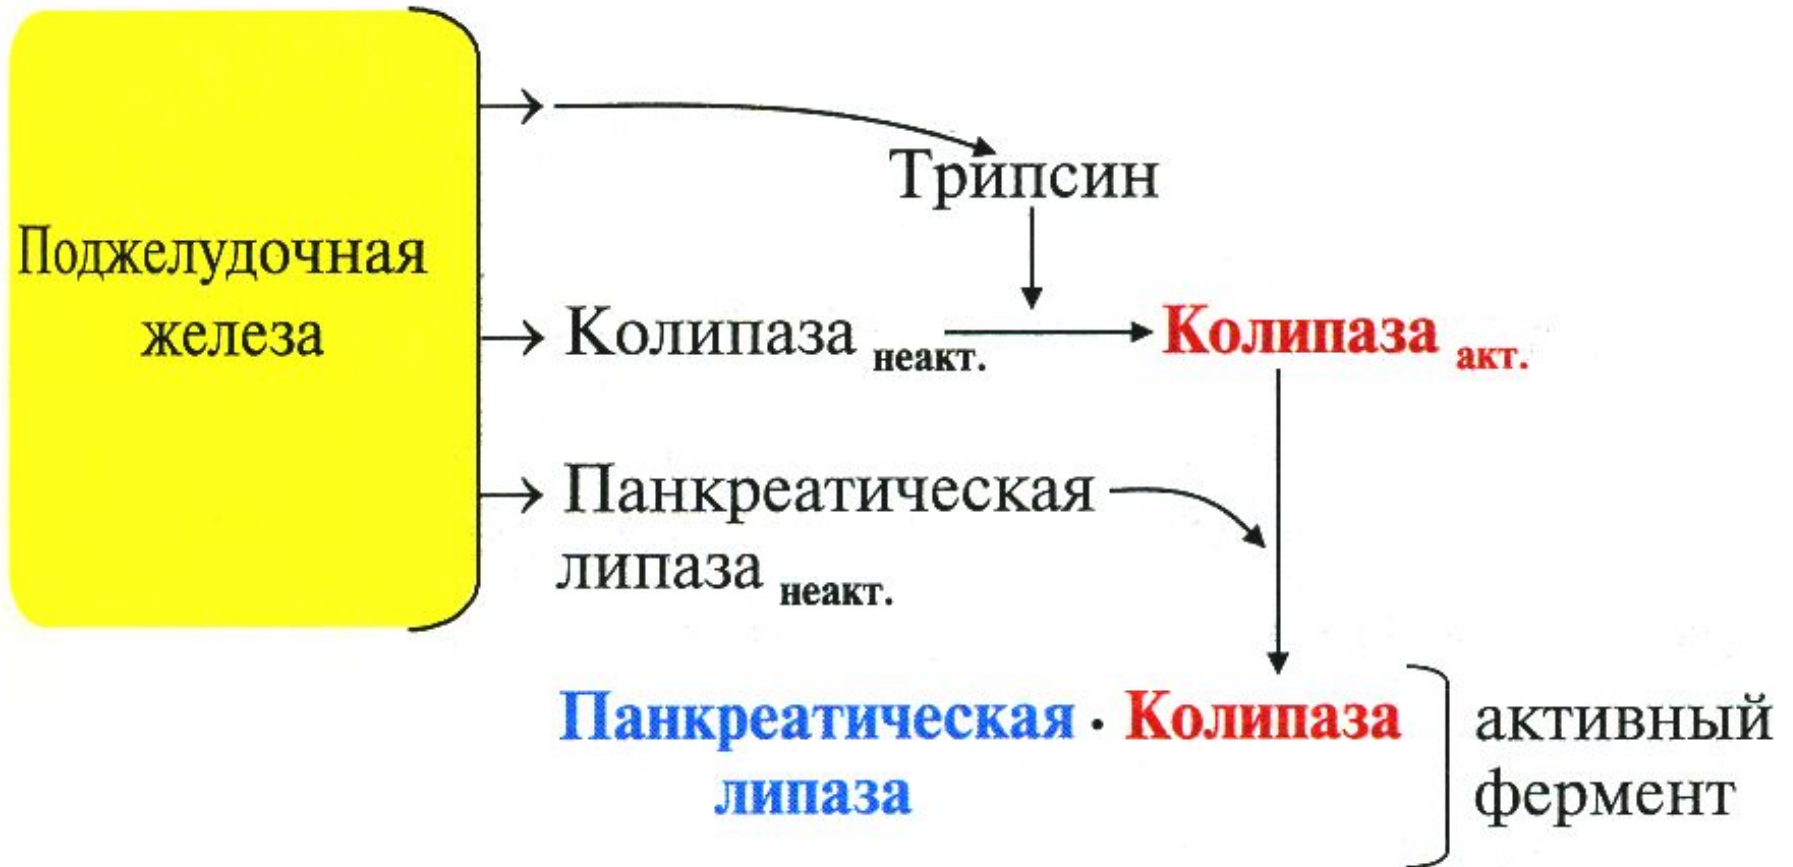 Трипсин
Поджелудочная
железа
Колипаза неакт.
Колипаза акт.
Панкреатическая
липаза неакт.
Панкреатическая · Колипаза
липаза
активный
фермент